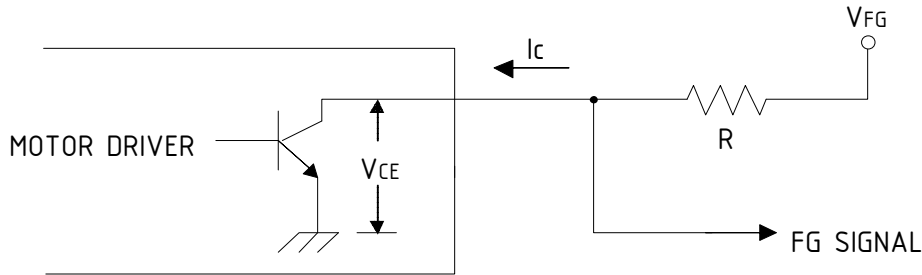 VFG
Ic
MOTOR DRIVER
VCE
R
FG SIGNAL